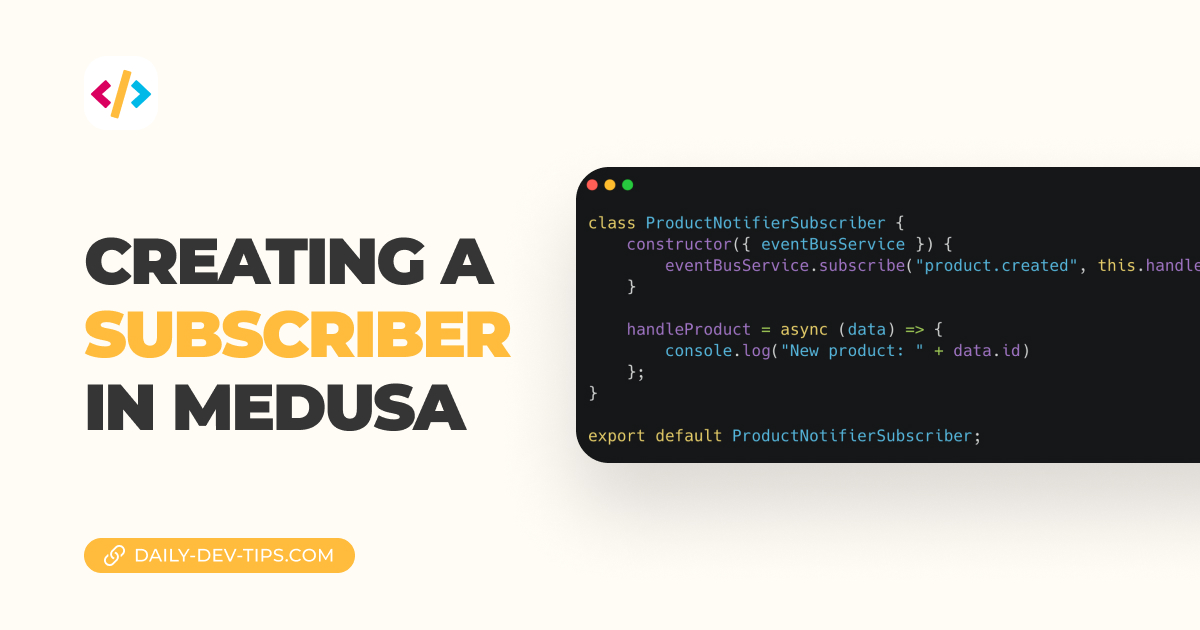 CREATING A
SUBSCRIBER
IN MEDUSA
DAILY-DEV-TIPS.COM
class ProductNotifierSubscriber {
    constructor({ eventBusService }) {
        eventBusService.subscribe("product.created", this.handle
    }

    handleProduct = async (data) => {
        console.log("New product: " + data.id)
    };
}

export default ProductNotifierSubscriber;